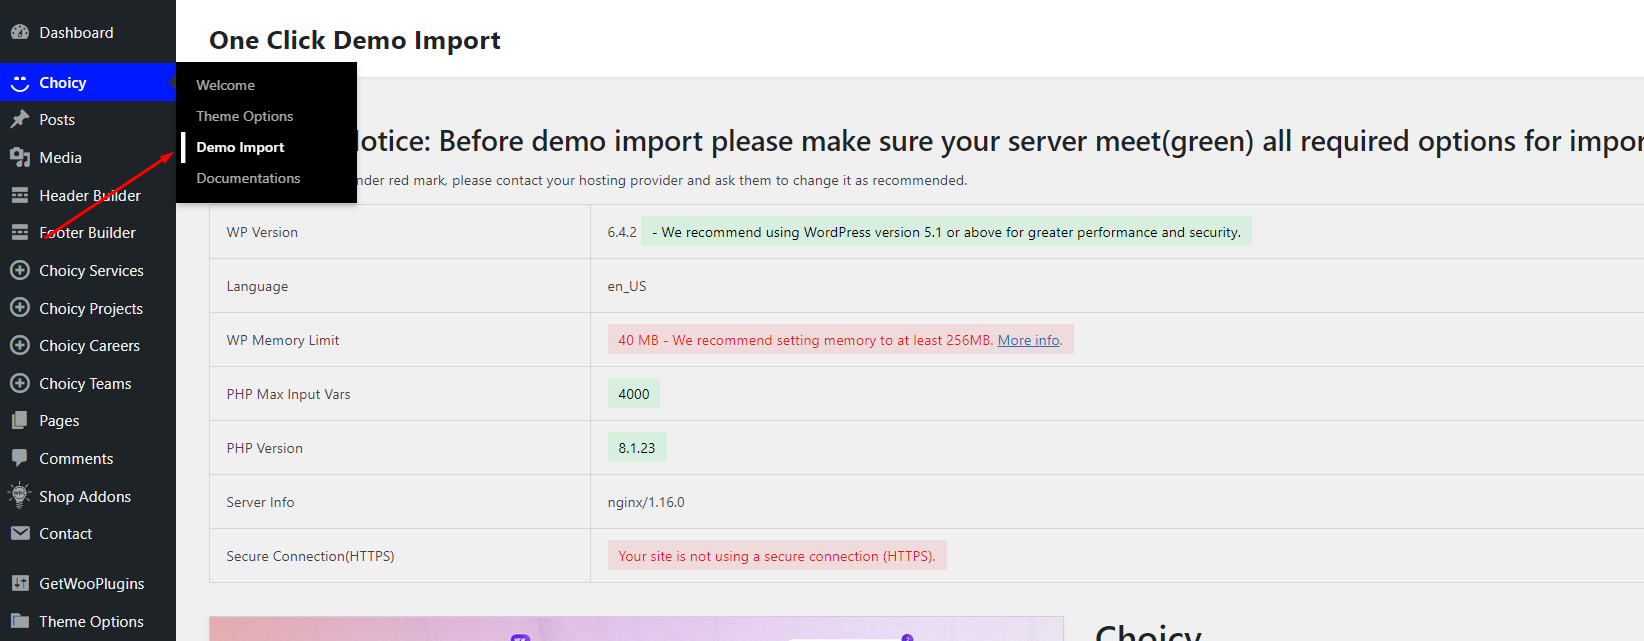 Dashboard
Choicy
Posts
Media
Header Builder
Footer Builder
Choicy Services
Choicy Projects
Choicy Careers
Choicy Teams
Pages
Comments
Shop Addons
Contact
GetWooPlugins
Theme Options
Welcome
Theme Options
Demo Import
Documentations
One Click Demo Import
otice: Before demo import please make sure your server meet(green) all required options for impor
nder red mark, please contact your hosting provider and ask them to change it as recommended.
WP Version 6.4.2 - We recommend using WordPress version 5.1 or above for greater performance and security.
Language en_US
WP Memory Limit 40 MB - We recommend setting memory to at least 256MB. More info.
PHP Max Input Vars 4000
PHP Version 8.1.23
Server Info nginx/1.16.0
Secure Connection(HTTPS) Your site is not using a secure connection (HTTPS).
NEW
Choicy